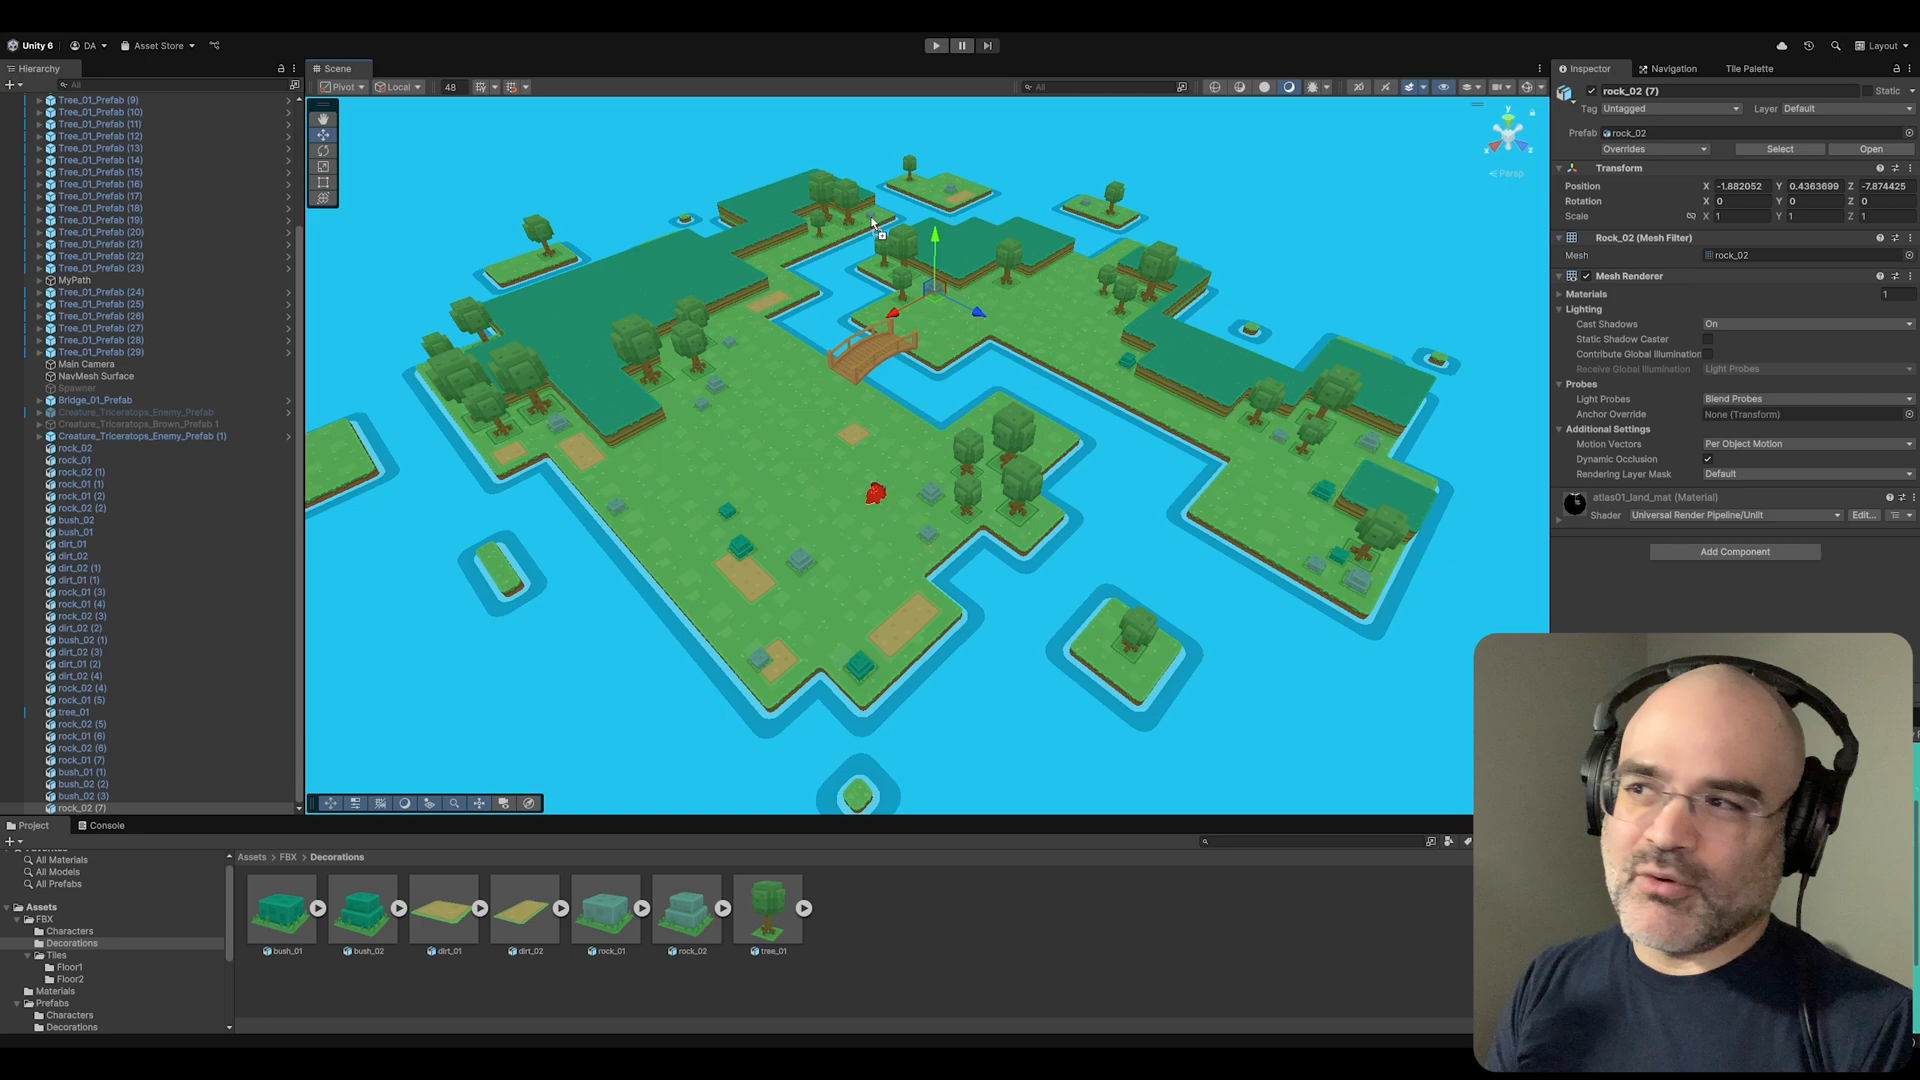 Unity 6
DA
Asset Store
Layout
Hierarchy
All
Tree_01_Prefab (9)
Tree_01_Prefab (10)
Tree_01_Prefab (11)
Tree_01_Prefab (12)
Tree_01_Prefab (13)
Tree_01_Prefab (14)
Tree_01_Prefab (15)
Tree_01_Prefab (16)
Tree_01_Prefab (17)
Tree_01_Prefab (18)
Tree_01_Prefab (19)
Tree_01_Prefab (20)
Tree_01_Prefab (21)
Tree_01_Prefab (22)
Tree_01_Prefab (23)
MyPath
Tree_01_Prefab (24)
Tree_01_Prefab (25)
Tree_01_Prefab (26)
Tree_01_Prefab (27)
Tree_01_Prefab (28)
Tree_01_Prefab (29)
Main Camera
NavMesh Surface
Spawner
Bridge_01_Prefab
Creature_Triceratops_Enemy_Prefab
Creature_Triceratops_Brown_Prefab 1
Creature_Triceratops_Enemy_Prefab (1)
rock_02
rock_01
rock_02 (1)
rock_01 (1)
rock_01 (2)
rock_02 (2)
bush_02
bush_01
dirt_01
dirt_02
dirt_02 (1)
dirt_01 (1)
rock_01 (3)
rock_01 (4)
rock_02 (3)
dirt_02 (2)
bush_02 (1)
dirt_02 (3)
dirt_01 (2)
dirt_02 (4)
rock_02 (4)
rock_01 (5)
tree_01
rock_02 (5)
rock_01 (6)
rock_02 (6)
rock_01 (7)
bush_01 (1)
bush_02 (2)
bush_02 (3)
rock_02 (7)
Scene
Pivot
Local
48
All
y
x
z
Persp
Inspector
Navigation
Tile Palette
rock_02 (7)
Static
Tag Untagged
Layer Default
Prefab rock_02
Overrides
Select
Open
Transform
Position X -1.882052 Y 0.4363699 Z -7.874425
Rotation X 0 Y 0 Z 0
Scale X 1 Y 1 Z 1
Rock_02 (Mesh Filter)
Mesh rock_02
Mesh Renderer
Materials 1
Lighting
Cast Shadows On
Static Shadow Caster
Contribute Global Illumination
Receive Global Illumination Light Probes
Probes
Light Probes Blend Probes
Anchor Override None (Transform)
Additional Settings
Motion Vectors Per Object Motion
Dynamic Occlusion
Rendering Layer Mask Default
atlas01_land_mat (Material)
Shader Universal Render Pipeline/Unlit
Edit...
Add Component
Project
Console
All Materials
All Models
All Prefabs
Assets
FBX
Characters
Decorations
Tiles
Floor1
Floor2
Materials
Prefabs
Characters
Decorations
Assets > FBX > Decorations
bush_01
bush_02
dirt_01
dirt_02
rock_01
rock_02
tree_01